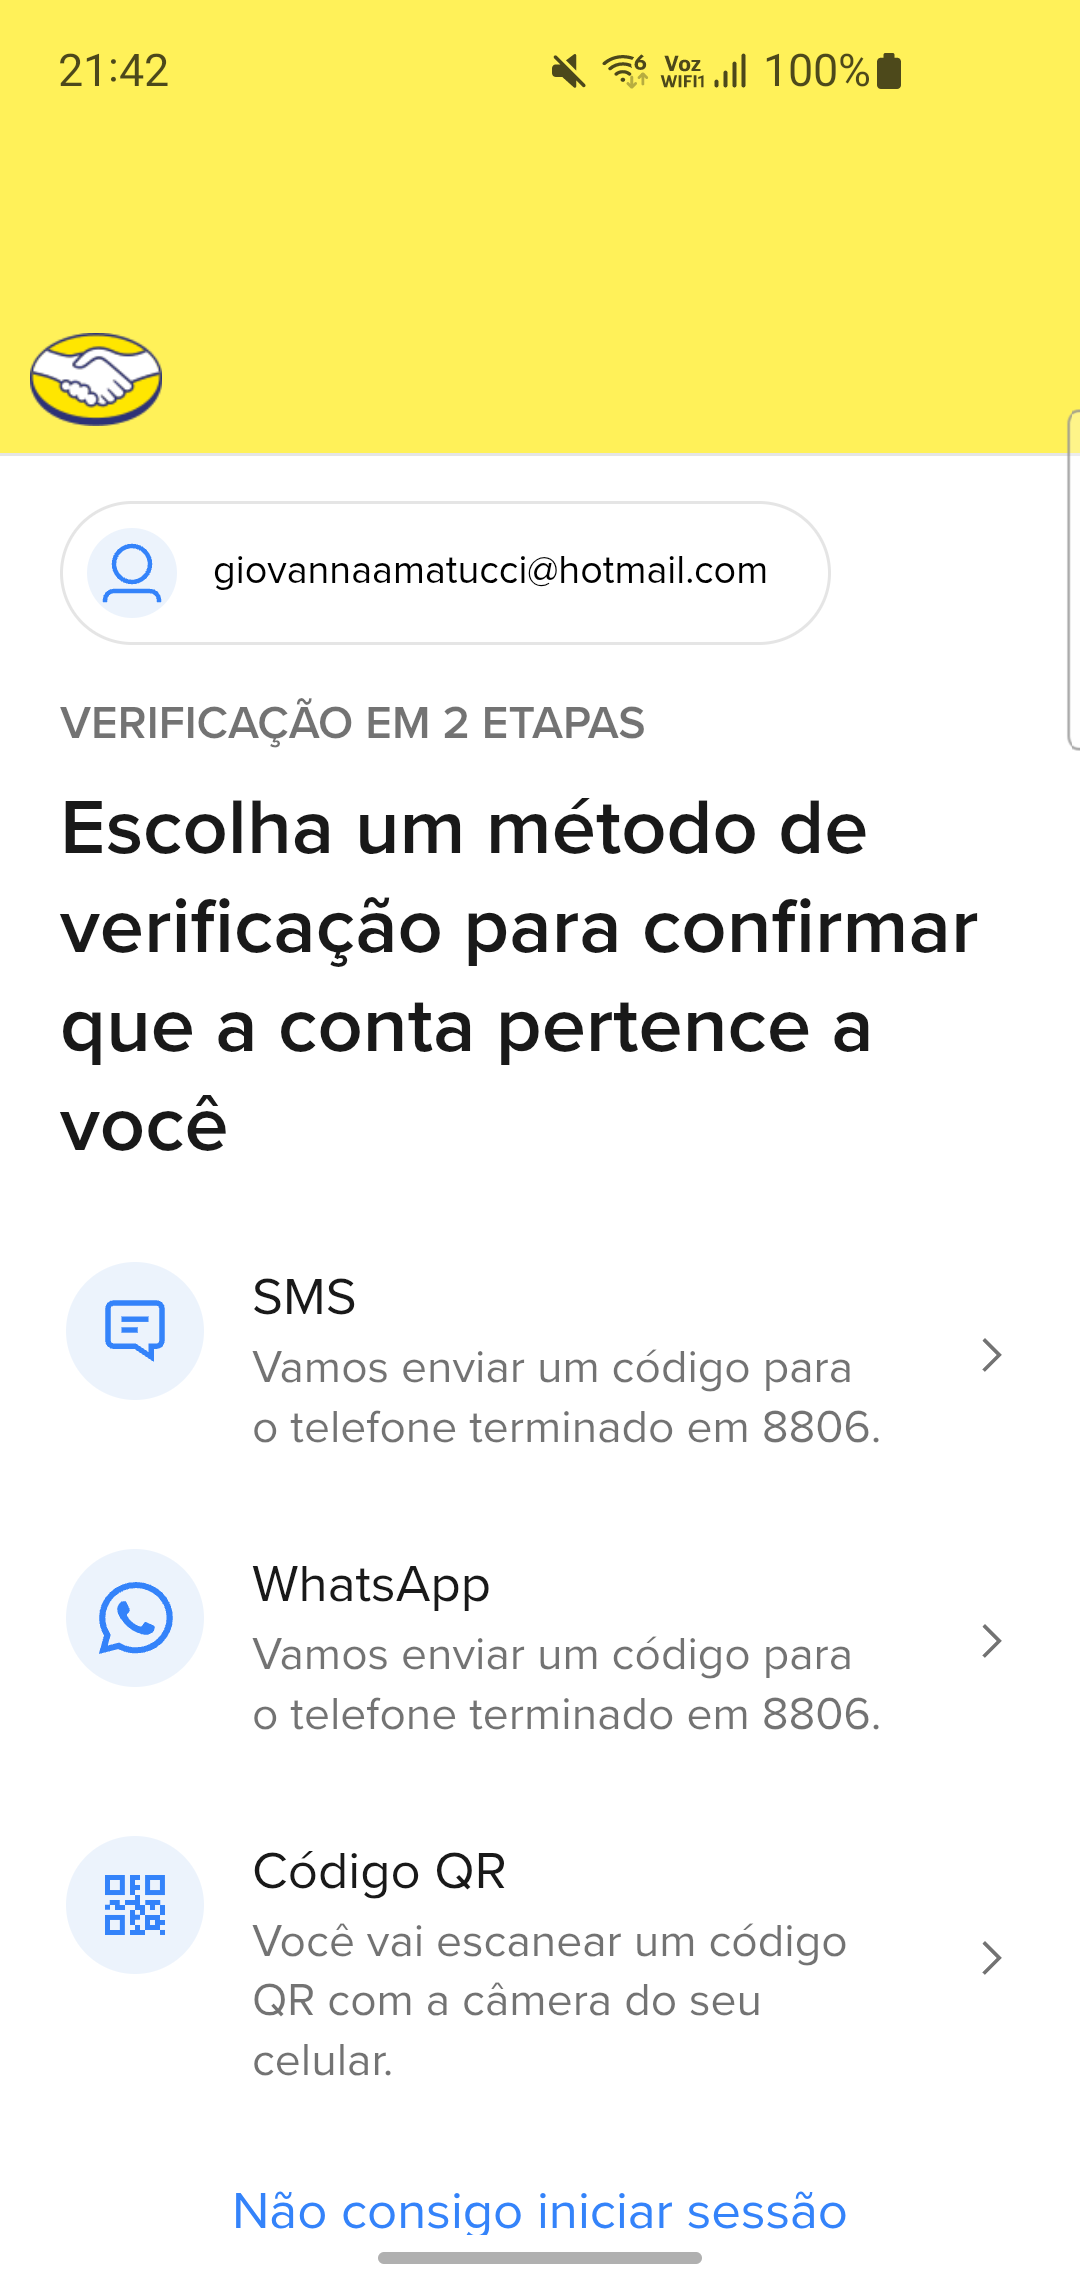 21:42
6
Voz
WIFI1
100%
giovannaamatucci@hotmail.com
VERIFICAÇÃO EM 2 ETAPAS
Escolha um método de
verificação para confirmar
que a conta pertence a
você
SMS
Vamos enviar um código para
o telefone terminado em 8806.
WhatsApp
Vamos enviar um código para
o telefone terminado em 8806.
Código QR
Você vai escanear um código
QR com a câmera do seu
celular.
Não consigo iniciar sessão